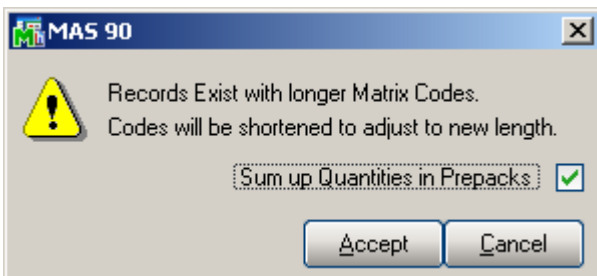 MAS 90
Records Exist with longer Matrix Codes.
Codes will be shortened to adjust to new length.
Sum up Quantities in Prepacks
Accept Cancel